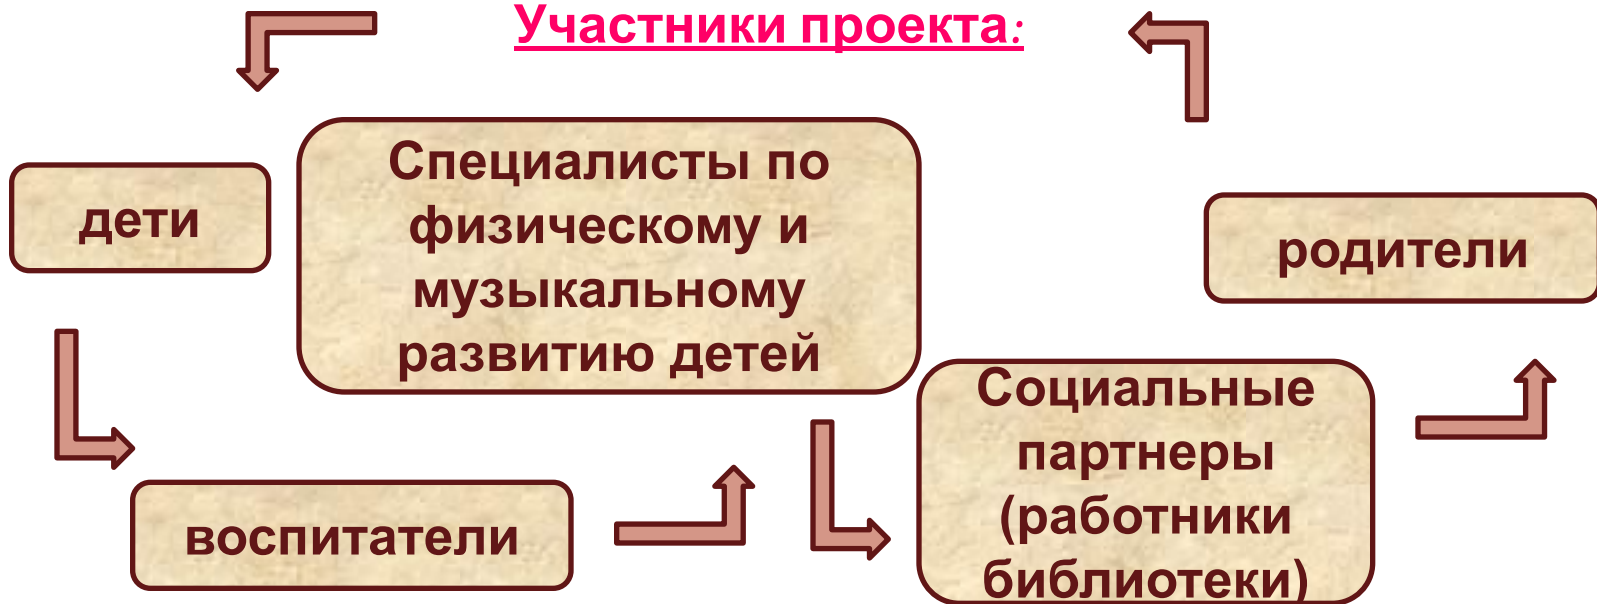 Участники проекта:
дети
Специалисты по
физическому и
музыкальному
развитию детей
родители
Социальные
партнеры
(работники
библиотеки)
воспитатели